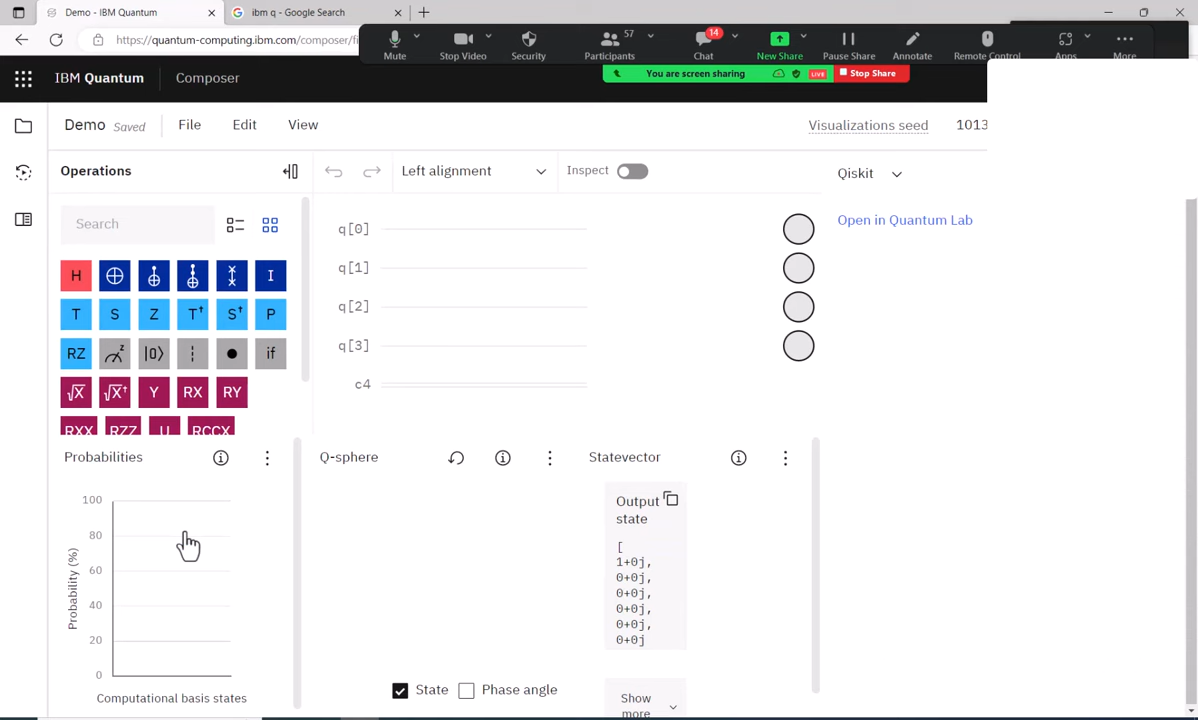 Demo - IBM Quantum
ibm q - Google Search
https://quantum-computing.ibm.com/composer/fi
Mute
Stop Video
Security
57
Participants
14
Chat
New Share
Pause Share
Annotate
Remote Control
Apps
More
You are screen sharing
LIVE
Stop Share
IBM Quantum
Composer
Demo Saved
File
Edit
View
Visualizations seed
1013
Operations
Left alignment
Inspect
Qiskit
Search
Open in Quantum Lab
q[0]
q[1]
q[2]
q[3]
c4
H
I
T S Z T† S† P
RZ z |0⟩ if
√X √X† Y RX RY
RXX RZZ U RCCX
Probabilities
Q-sphere
Statevector
100
80
60
40
20
0
Probability (%)
Computational basis states
State
Phase angle
Output
state
[
1+0j,
0+0j,
0+0j,
0+0j,
0+0j,
0+0j
Show
more